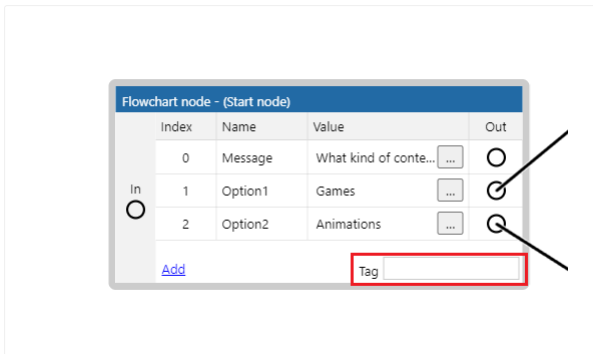 Flowchart node - (Start node)
Index Name Value Out
0 Message What kind of conte... ...
In 1 Option1 Games ...
2 Option2 Animations ...
Add Tag